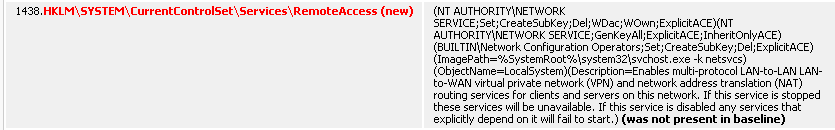 1438.HKLM\SYSTEM\CurrentControlSet\Services\RemoteAccess (new)
(NT AUTHORITY\NETWORK
SERVICE;Set;CreateSubKey;Del;WDac;WOwn;ExplicitACE)(NT
AUTHORITY\NETWORK SERVICE;GenKeyAll;ExplicitACE;InheritOnlyACE)
(BUILTIN\Network Configuration Operators;Set;CreateSubKey;Del;ExplicitACE)
(ImagePath=%SystemRoot%\system32\svchost.exe -k netsvcs)
(ObjectName=LocalSystem)(Description=Enables multi-protocol LAN-to-LAN LAN-
to-WAN virtual private network (VPN) and network address translation (NAT)
routing services for clients and servers on this network. If this service is stopped
these services will be unavailable. If this service is disabled any services that
explicitly depend on it will fail to start.) (was not present in baseline)